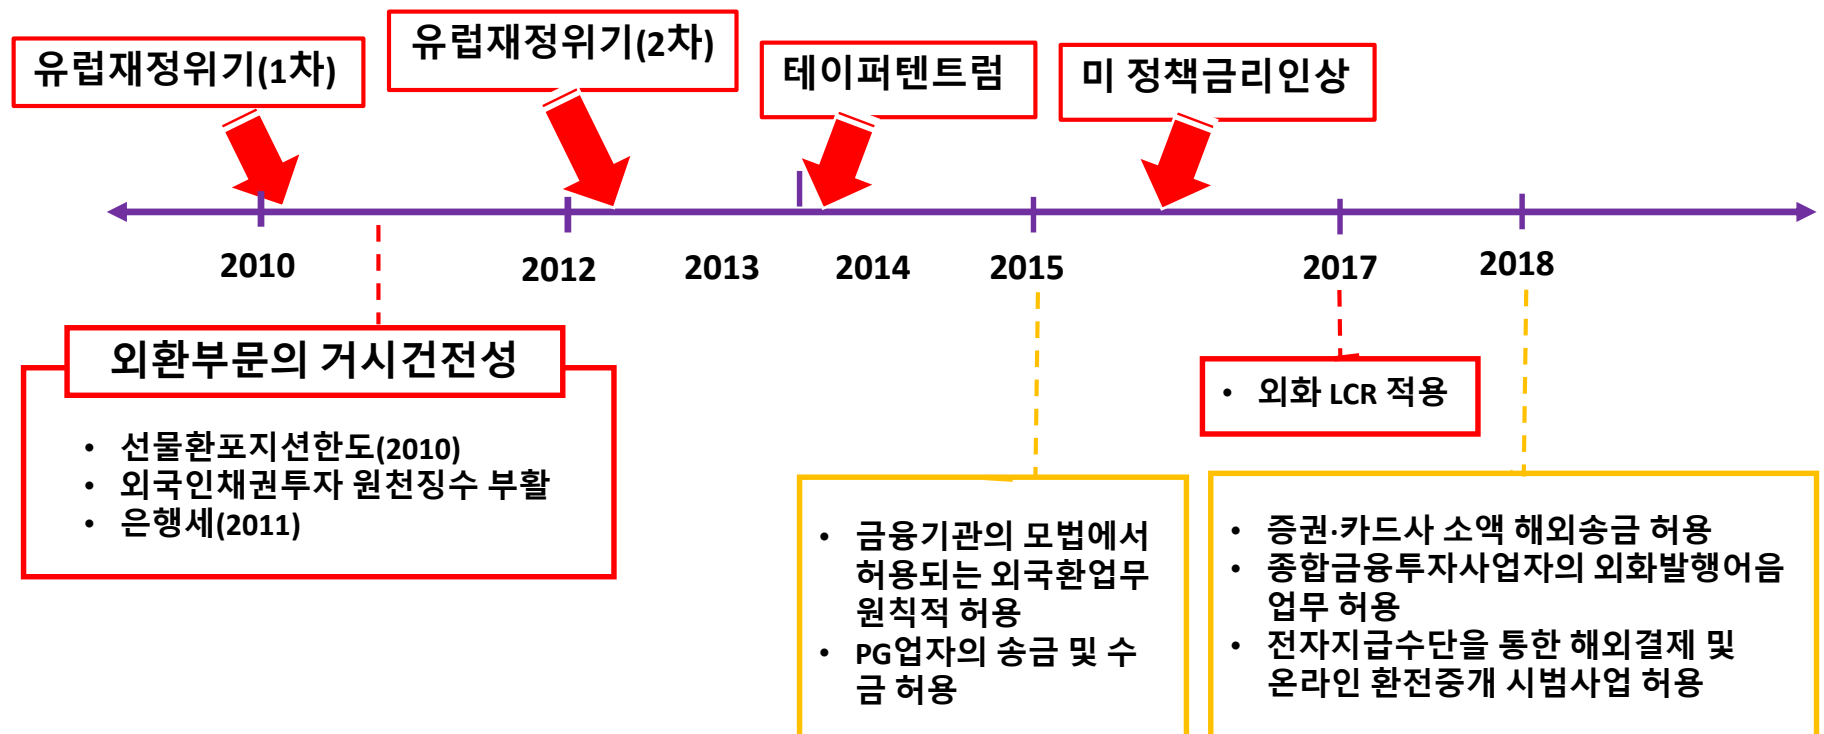 유럽재정위기(1차)
유럽재정위기(2차)
테이퍼텐트럼
미 정책금리인상
2010
2012
2013
2014
2015
2017
2018
외환부문의 거시건전성
• 선물환포지션한도(2010)
• 외국인채권투자 원천징수 부활
• 은행세(2011)
• 외화 LCR 적용
• 금융기관의 모법에서
허용되는 외국환업무
원칙적 허용
• PG업자의 송금 및 수
금 허용
• 증권·카드사 소액 해외송금 허용
• 종합금융투자사업자의 외화발행어음
업무 허용
• 전자지급수단을 통한 해외결제 및
온라인 환전중개 시범사업 허용